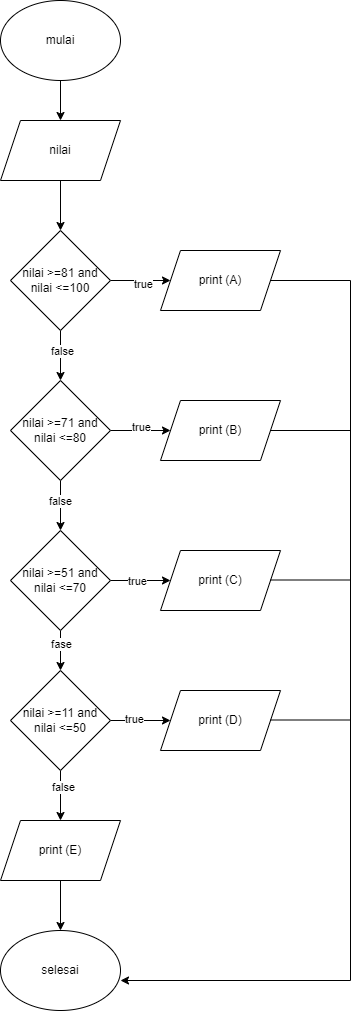 mulai
nilai
nilai >=81 and
nilai <=100
true
print (A)
false
nilai >=71 and
nilai <=80
true
print (B)
false
nilai >=51 and
nilai <=70
true
print (C)
fase
nilai >=11 and
nilai <=50
true
print (D)
false
print (E)
selesai